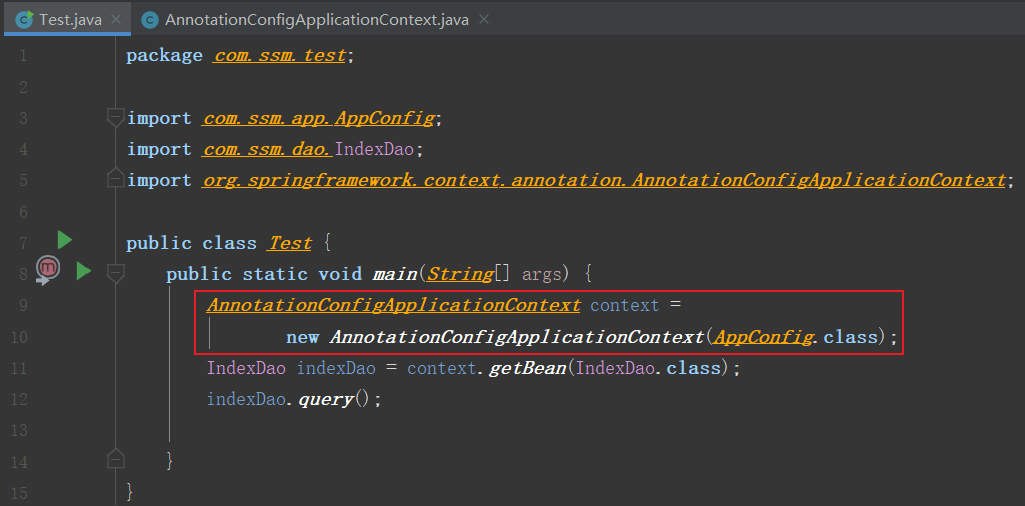 Test.java AnnotationConfigApplicationContext.java
1 package com.ssm.test;
2
3 import com.ssm.app.AppConfig;
4 import com.ssm.dao.IndexDao;
5 import org.springframework.context.annotation.AnnotationConfigApplicationContext;
6
7 public class Test {
8 public static void main(String[] args) {
9 AnnotationConfigApplicationContext context =
10 new AnnotationConfigApplicationContext(AppConfig.class);
11 IndexDao indexDao = context.getBean(IndexDao.class);
12 indexDao.query();
13
14 }
15 }